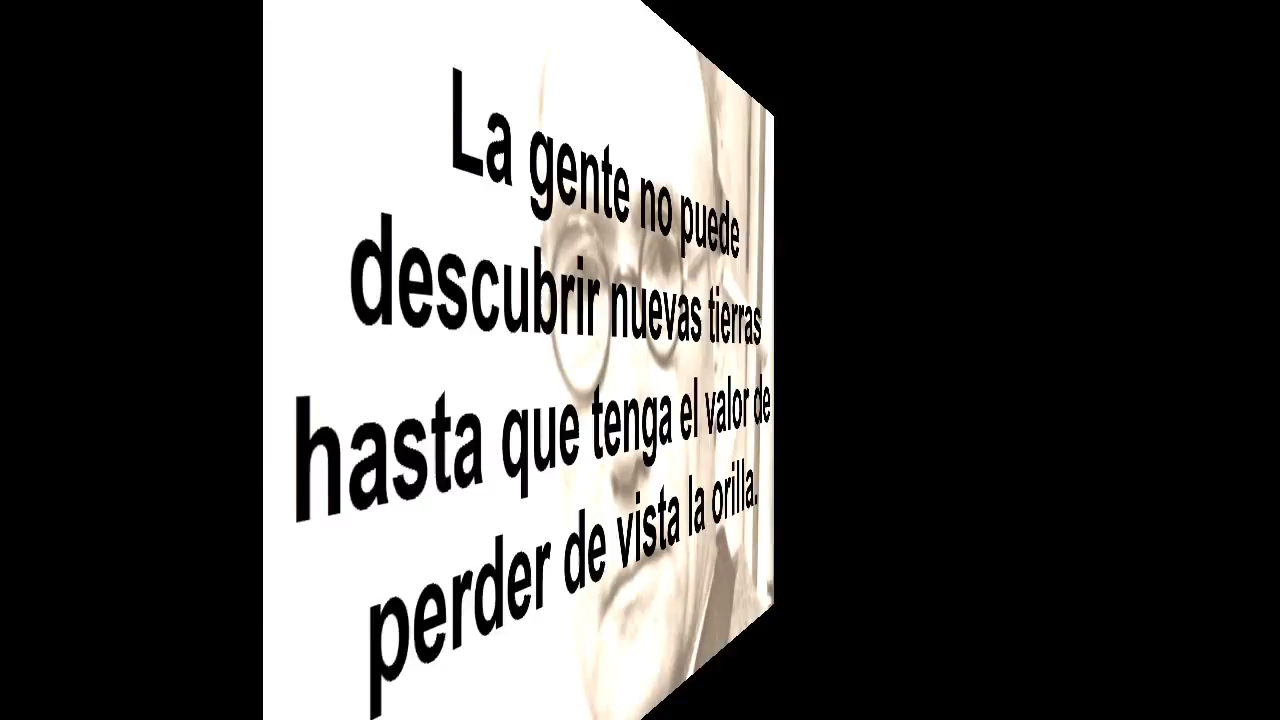 La gente no puede
descubrir nuevas tierras
hasta que tenga el valor de
perder de vista la orilla.